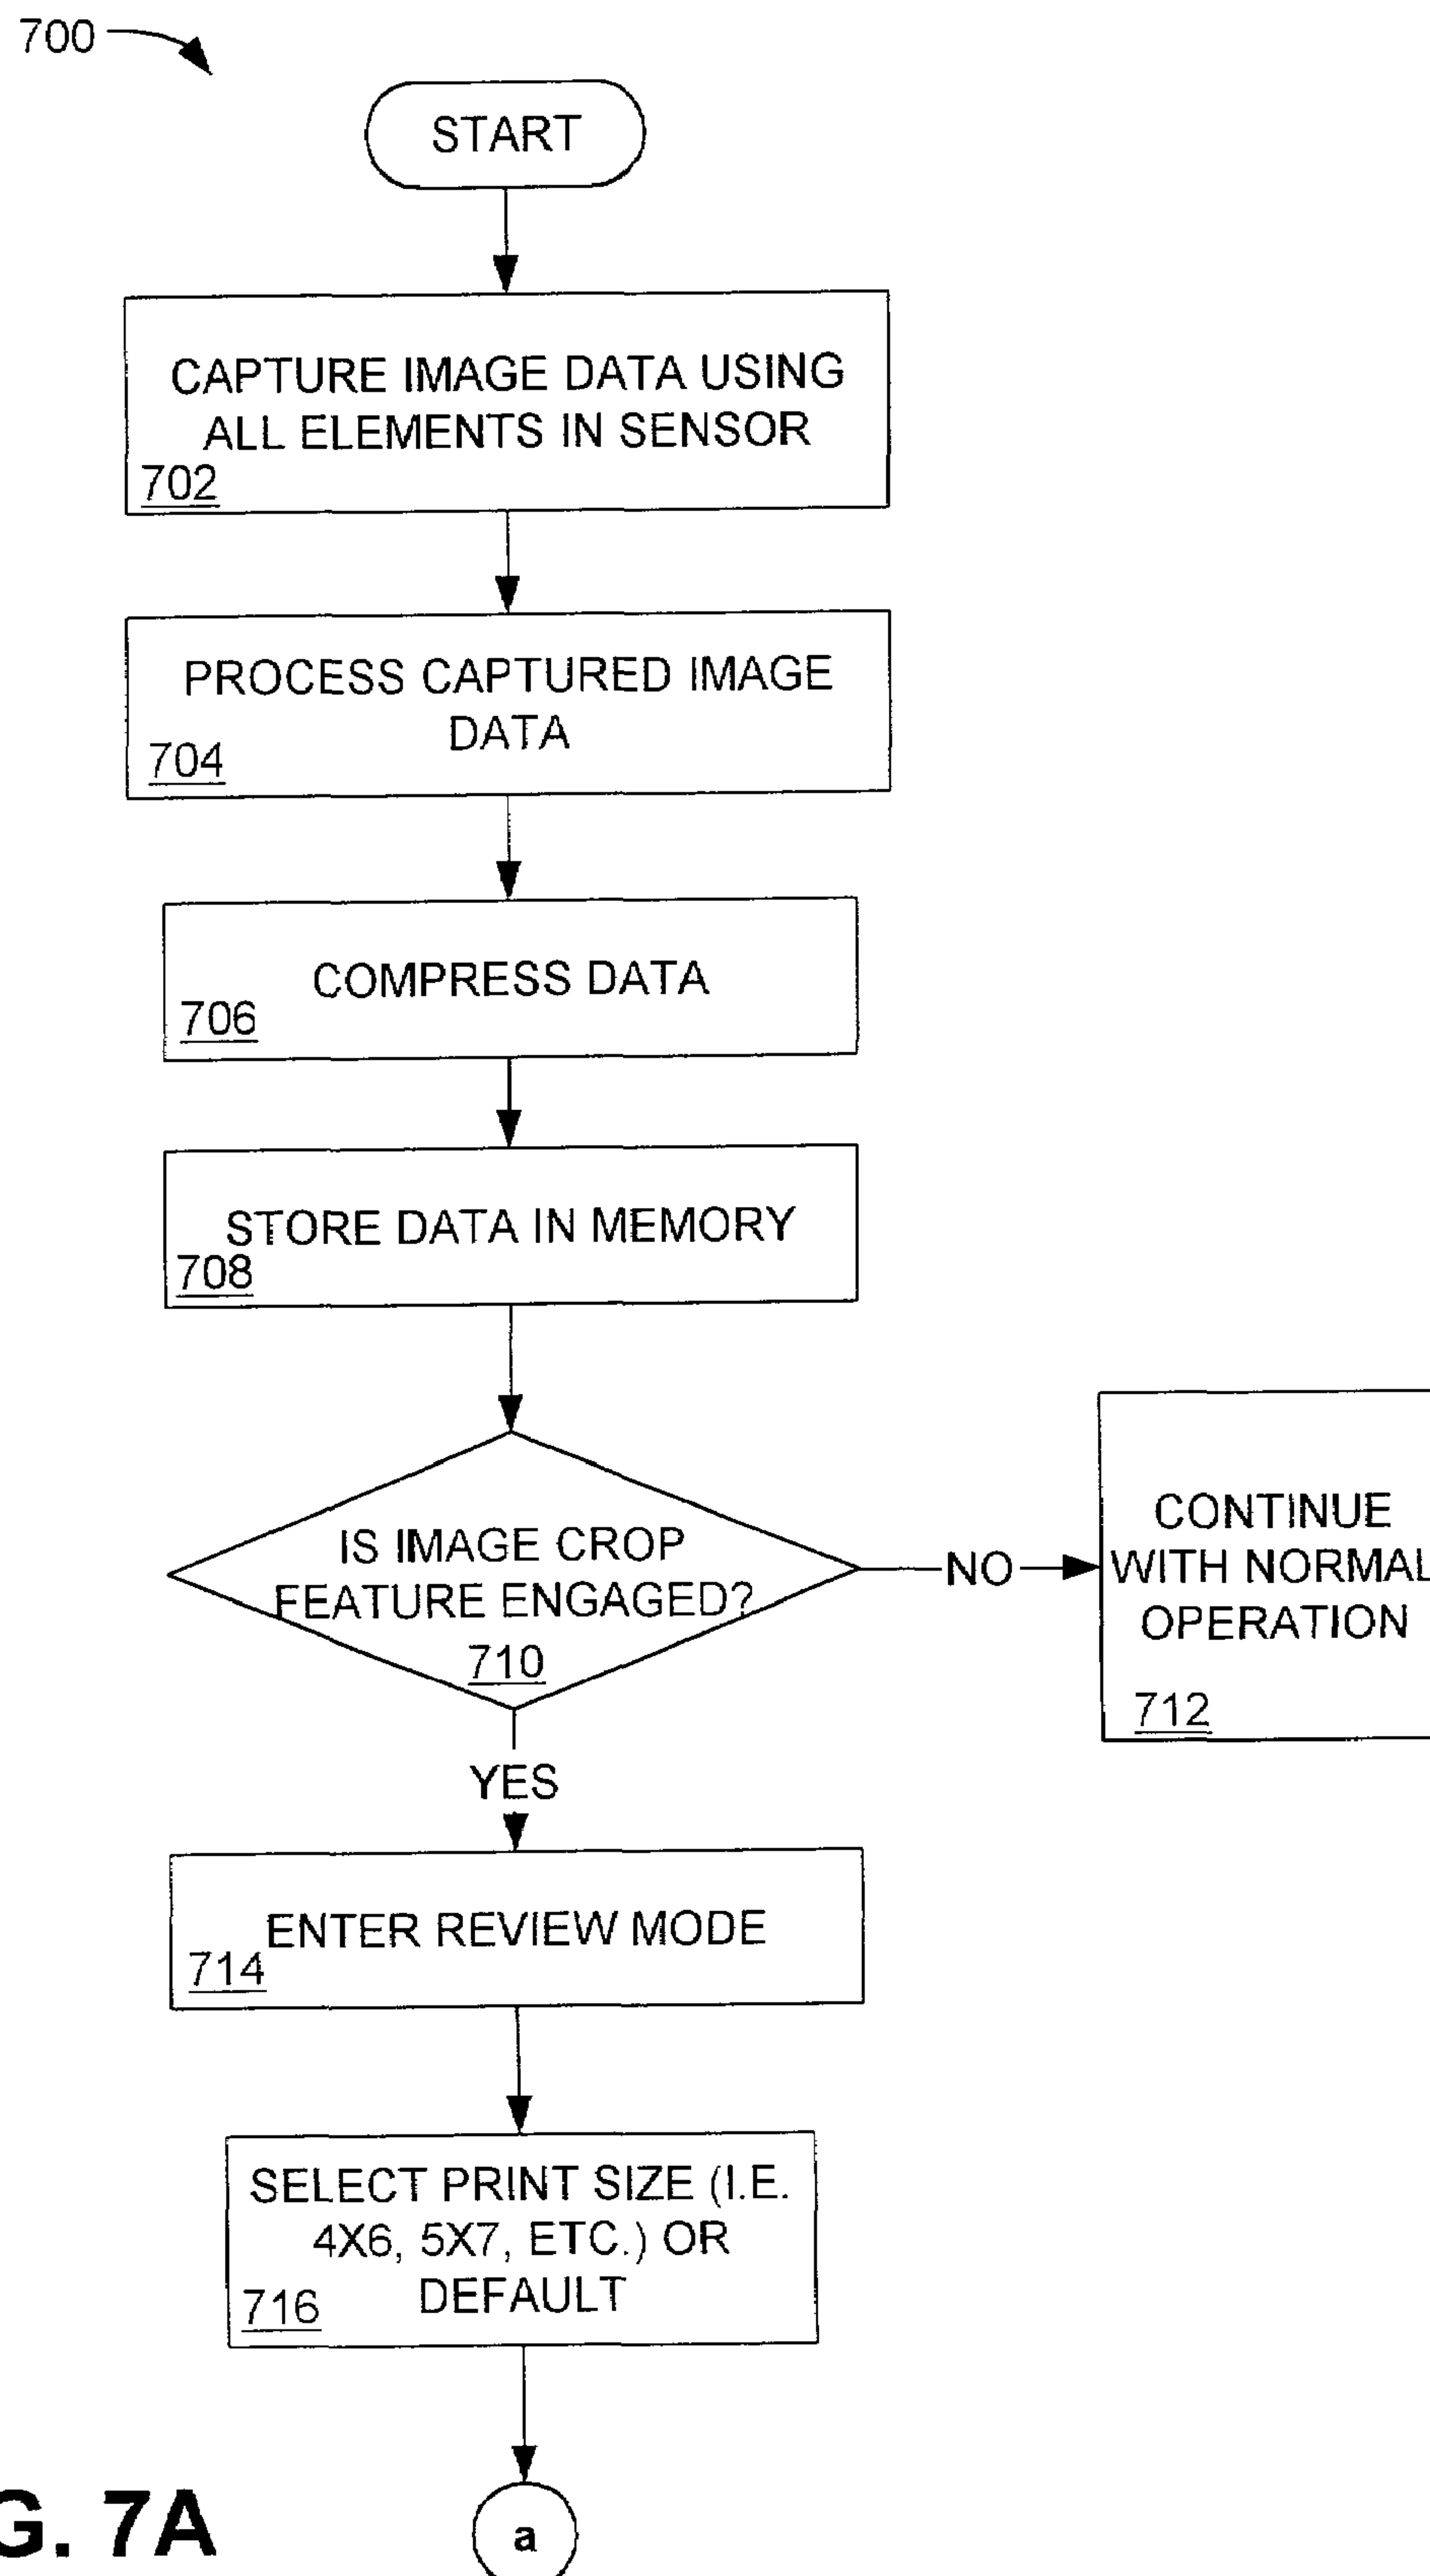 700
START
CAPTURE IMAGE DATA USING
ALL ELEMENTS IN SENSOR
702
PROCESS CAPTURED IMAGE
DATA
704
COMPRESS DATA
706
STORE DATA IN MEMORY
708
IS IMAGE CROP
FEATURE ENGAGED?
710
NO
CONTINUE
WITH NORMAL
OPERATION
712
YES
ENTER REVIEW MODE
714
SELECT PRINT SIZE (I.E.
4X6, 5X7, ETC.) OR
DEFAULT
716
a
G. 7A